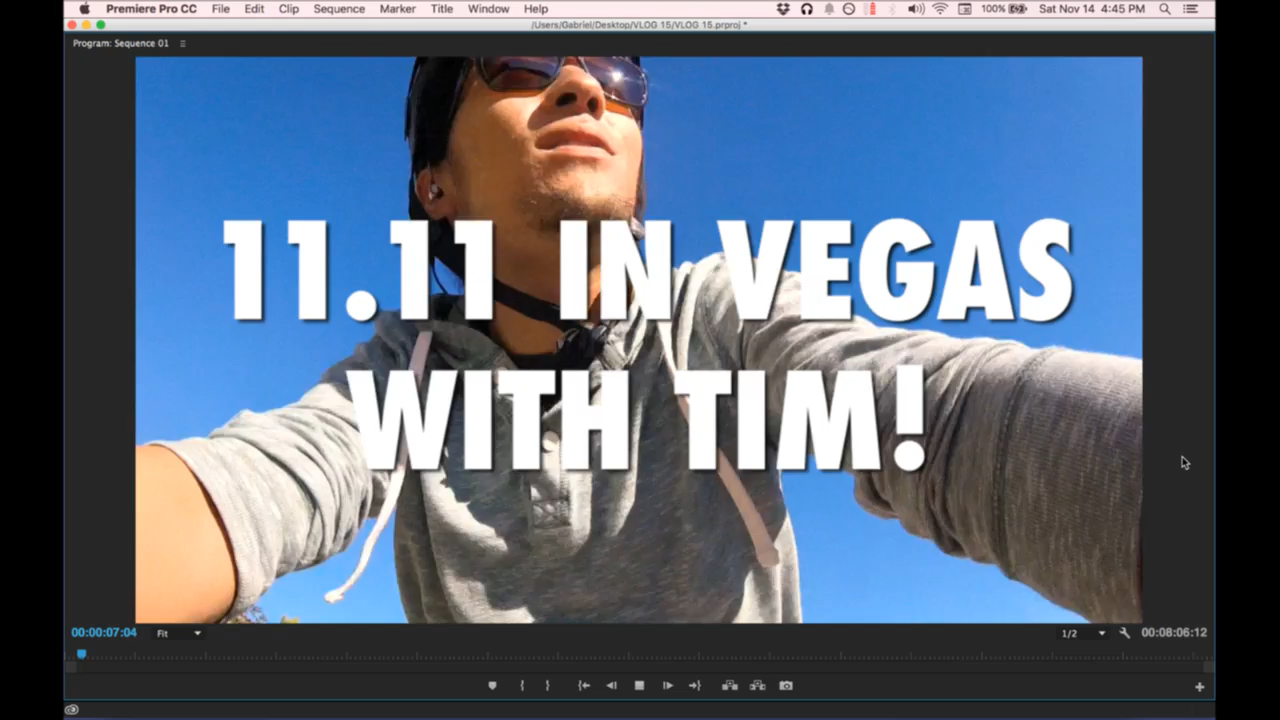 Premiere Pro CC File Edit Clip Sequence Marker Title Window Help 100% Sat Nov 14 4:45 PM
/Users/Gabriel/Desktop/VLOG 15/VLOG 15.prproj *
Program: Sequence 01
11.11 IN VEGAS
WITH TIM!
00:00:07:04 Fit 1/2 00:08:06:12